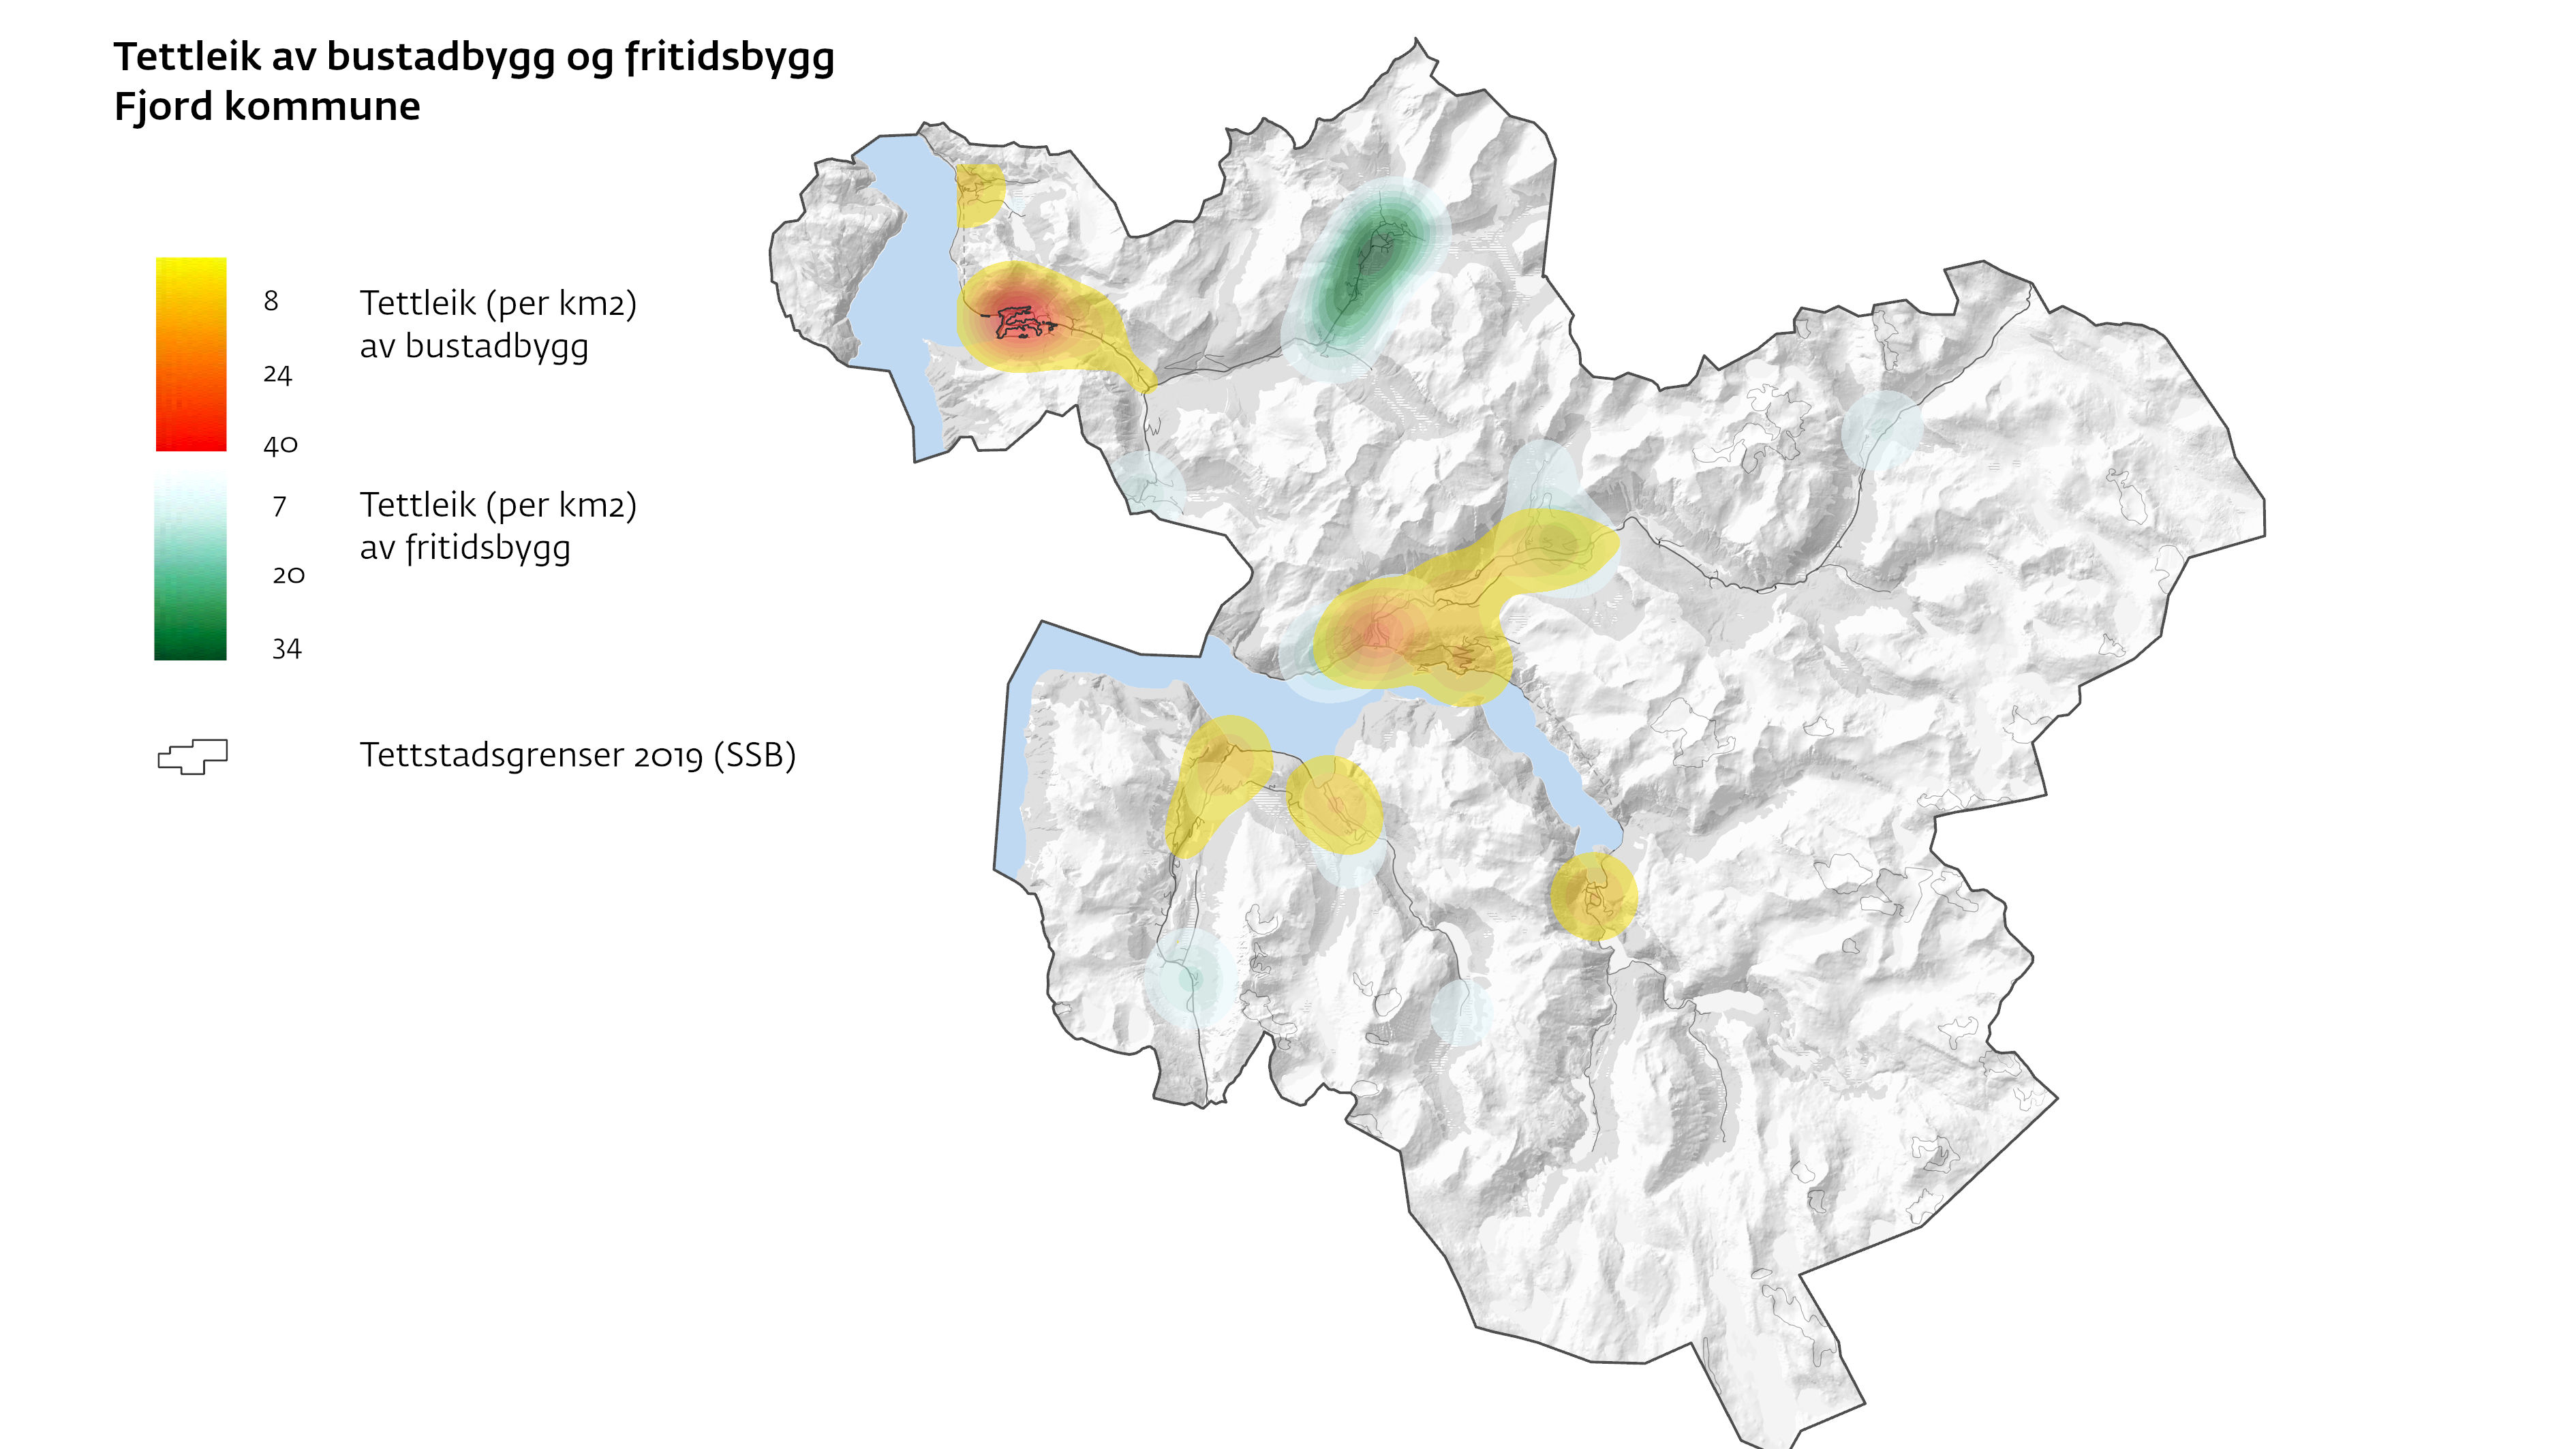 Tettleik av bustadbygg og fritidsbygg
Fjord kommune
8
24
40
Tettleik (per km2)
av bustadbygg
7
20
34
Tettleik (per km2)
av fritidsbygg
Tettstadsgrenser 2019 (SSB)